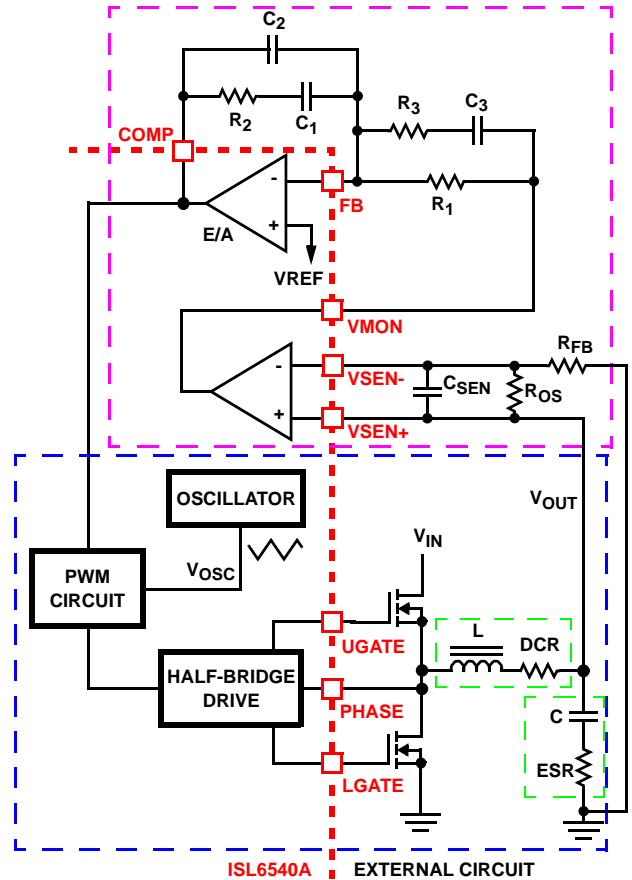 C2
R2
C1
R3
C3
COMP
-
FB
R1
E/A
+
VREF
VMON
-
VSEN-
CSEN
ROS
RFB
+
VSEN+
OSCILLATOR
VOUT
VIN
PWM
CIRCUIT
VOSC
UGATE
L
DCR
HALF-BRIDGE
DRIVE
PHASE
C
LGATE
ESR
ISL6540A
EXTERNAL CIRCUIT